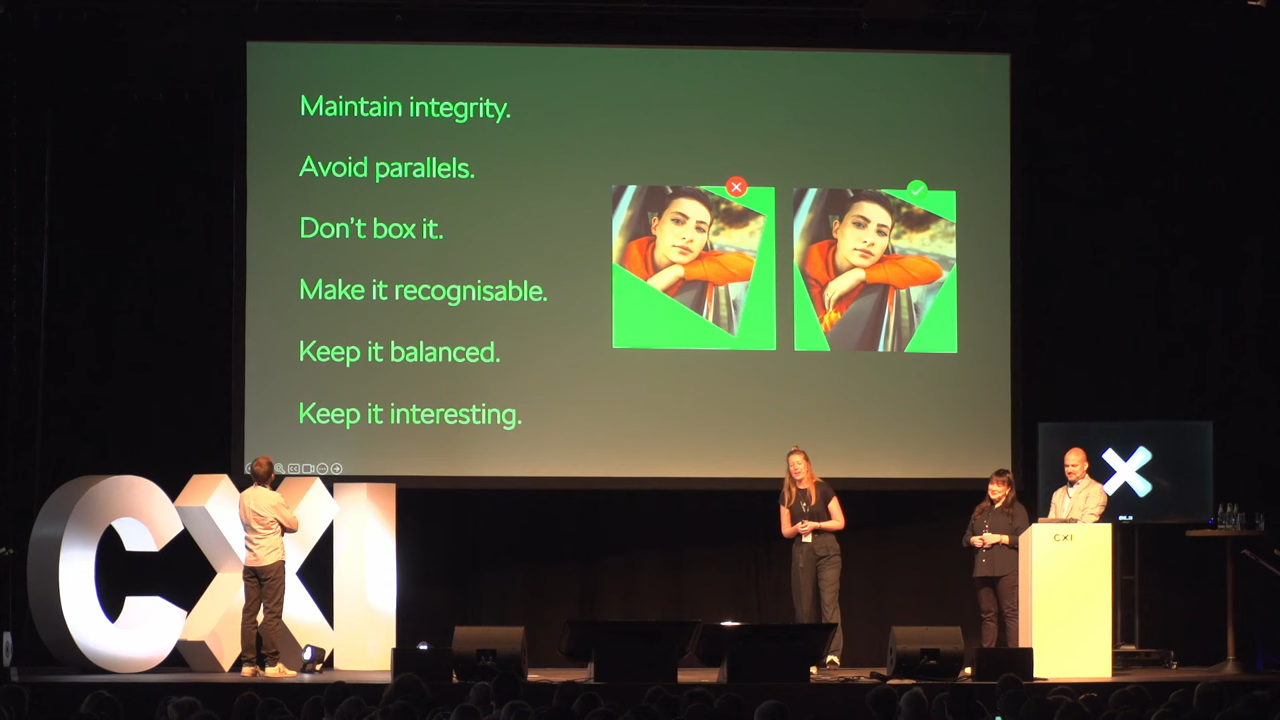 Maintain integrity.
Avoid parallels.
Don't box it.
Make it recognisable.
Keep it balanced.
Keep it interesting.
CXI
CXI